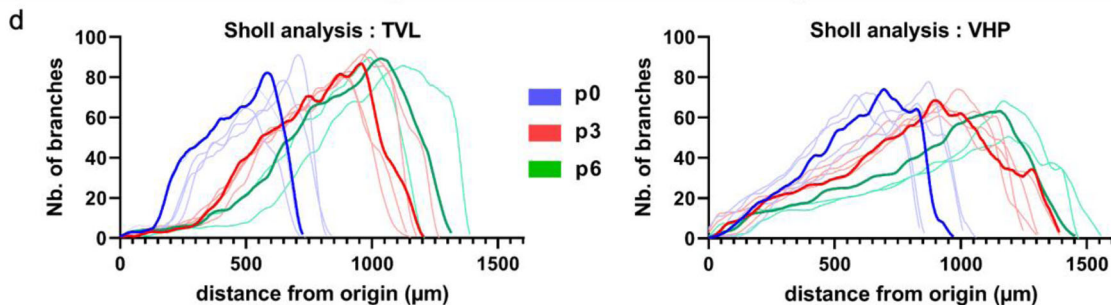 d
Sholl analysis : TVL
Nb. of branches
100
80
60
40
20
0
0 500 1000 1500
distance from origin (µm)
p0
p3
p6
Sholl analysis : VHP
Nb. of branches
100
80
60
40
20
0
0 500 1000 1500
distance from origin (µm)